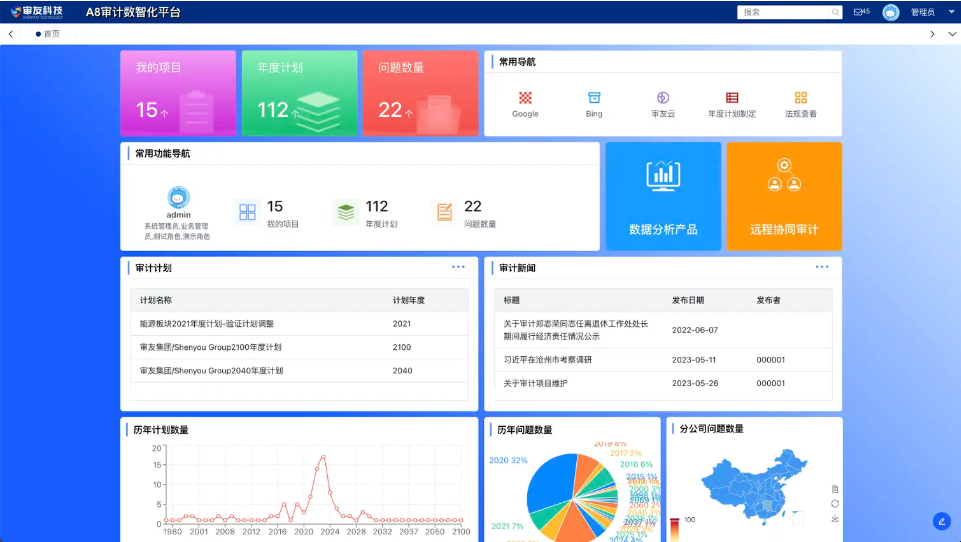 审友科技
SHENYOU TECHNOLOGY
A8审计数智化平台
搜索
45
管理员
首页
我的项目
15个
年度计划
112个
问题数量
22个
常用导航
Google
Bing
审友云
年度计划制定
法规查看
常用功能导航
admin
系统管理员,业务管理
员,测试角色,演示角色
15
我的项目
112
年度计划
22
问题数量
数据分析产品
远程协同审计
审计计划
计划名称 计划年度
能源板块2021年度计划-验证计划调整 2021
审友集团/Shenyou Group2100年度计划 2100
审友集团/Shenyou Group2040年度计划 2040
审计新闻
标题 发布日期 发布者
关于审计郑志荣同志任离退休工作处处长
期间履行经济责任情况公示 2022-06-07
习近平在沧州市考察调研 2023-05-11 000001
关于审计项目维护 2023-05-26 000001
历年计划数量
20
15
10
5
0
1980 2001 2008 2012 2016 2020 2024 2028 2032 2037 2050 2100
历年问题数量
2019 8%
2017 2%
2016 6%
2015 1%
2020 32%
2000 3%
2060 2%
2040 2%
2037 1%
2025 1%
2024 4%
2021 7%
分公司问题数量
100